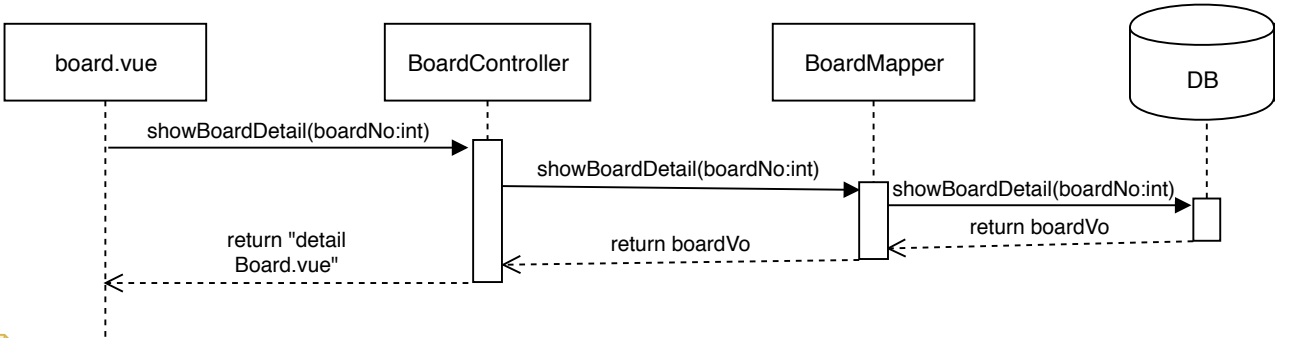 board.vue
BoardController
BoardMapper
DB
showBoardDetail(boardNo:int)
showBoardDetail(boardNo:int)
showBoardDetail(boardNo:int)
return boardVo
return boardVo
return "detail
Board.vue"